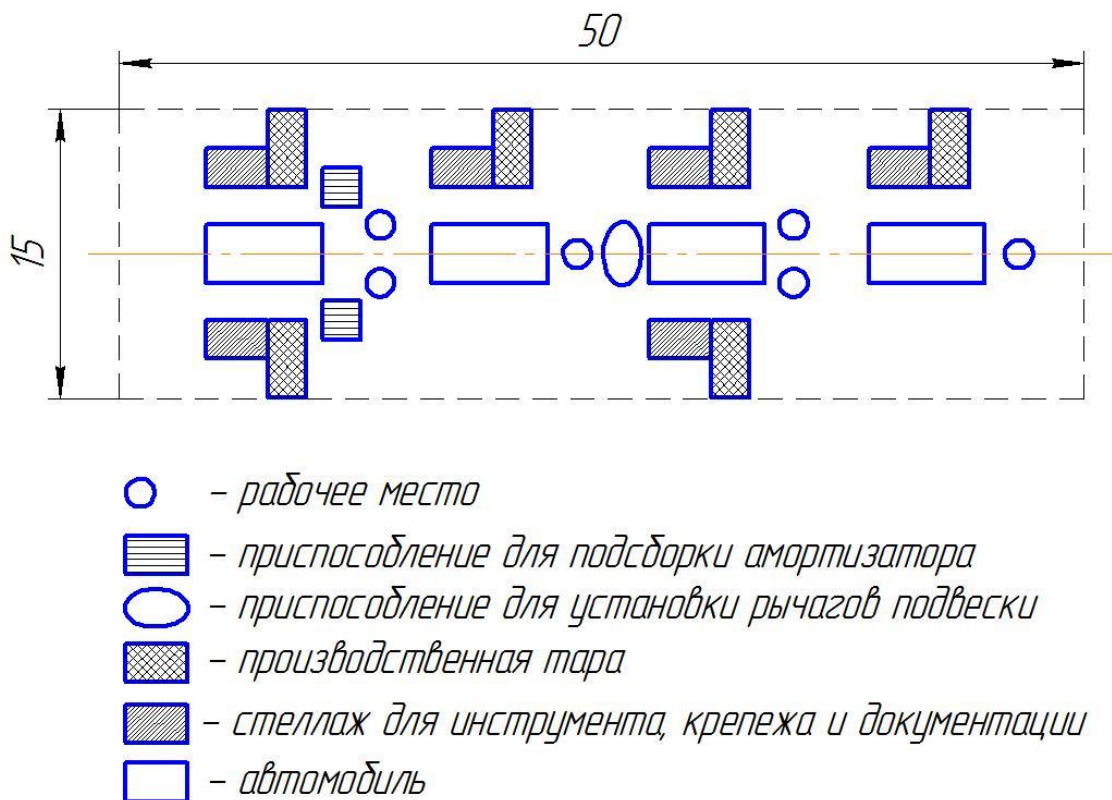 50
15
– рабочее место
– приспособление для подсборки амортизатора
– приспособление для установки рычагов подвески
– производственная тара
– стеллаж для инструмента, крепежа и документации
– автомобиль